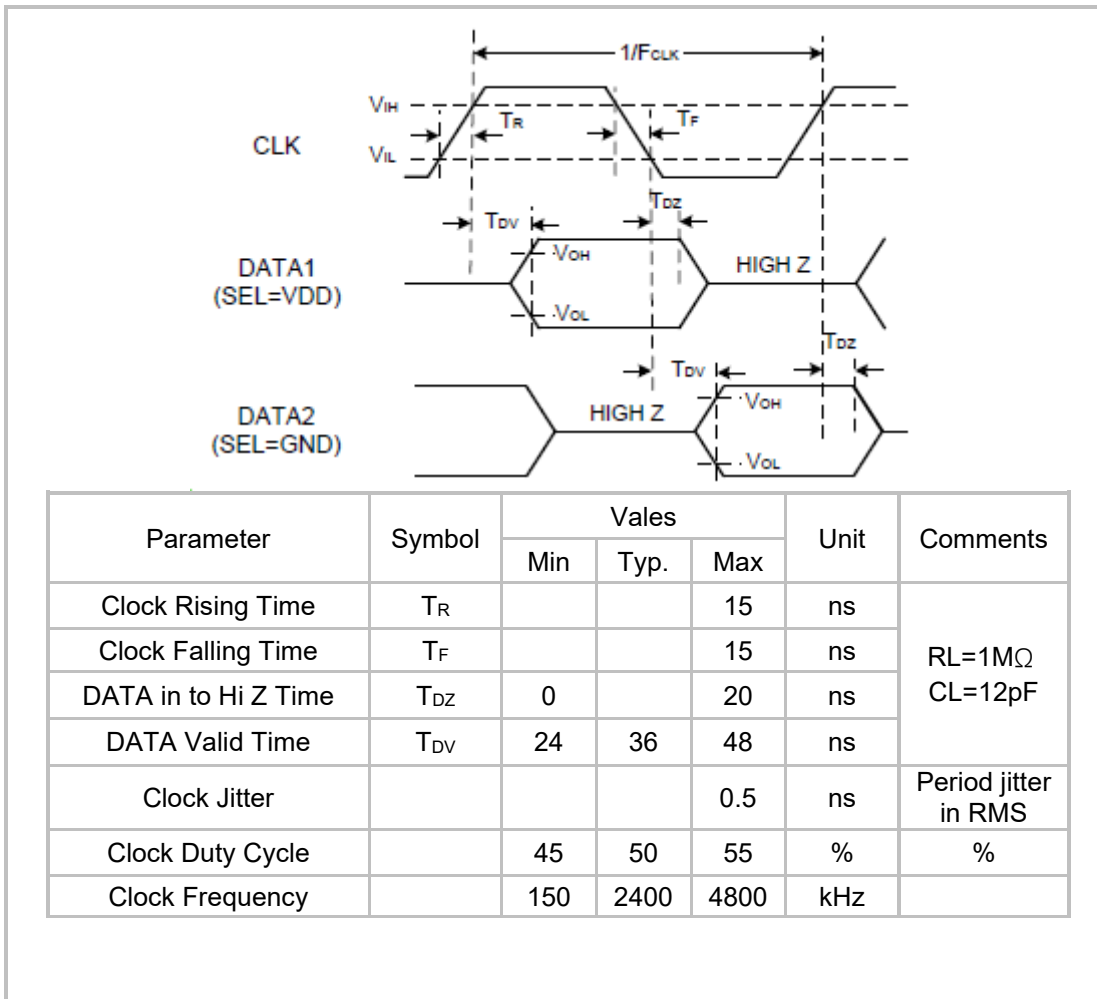 1/FCLK
VIH
TR
TF
CLK
VIL
TDV
TDZ
VOH
DATA1
(SEL=VDD)
HIGH Z
VOL
TDZ
TDV
DATA2
(SEL=GND)
HIGH Z
VOH
VOL
Parameter Symbol Vales Unit Comments
Min Typ. Max
Clock Rising Time TR 15 ns RL=1MΩ CL=12pF
Clock Falling Time TF 15 ns
DATA in to Hi Z Time TDZ 0 20 ns
DATA Valid Time TDV 24 36 48 ns
Clock Jitter 0.5 ns Period jitter in RMS
Clock Duty Cycle 45 50 55 % %
Clock Frequency 150 2400 4800 kHz